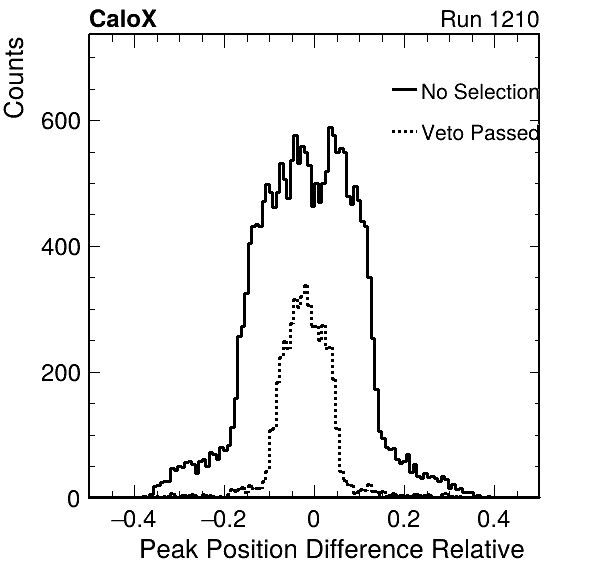 CaloX Run 1210
Counts
No Selection
Veto Passed
600
400
200
0
−0.4 −0.2 0 0.2 0.4
Peak Position Difference Relative